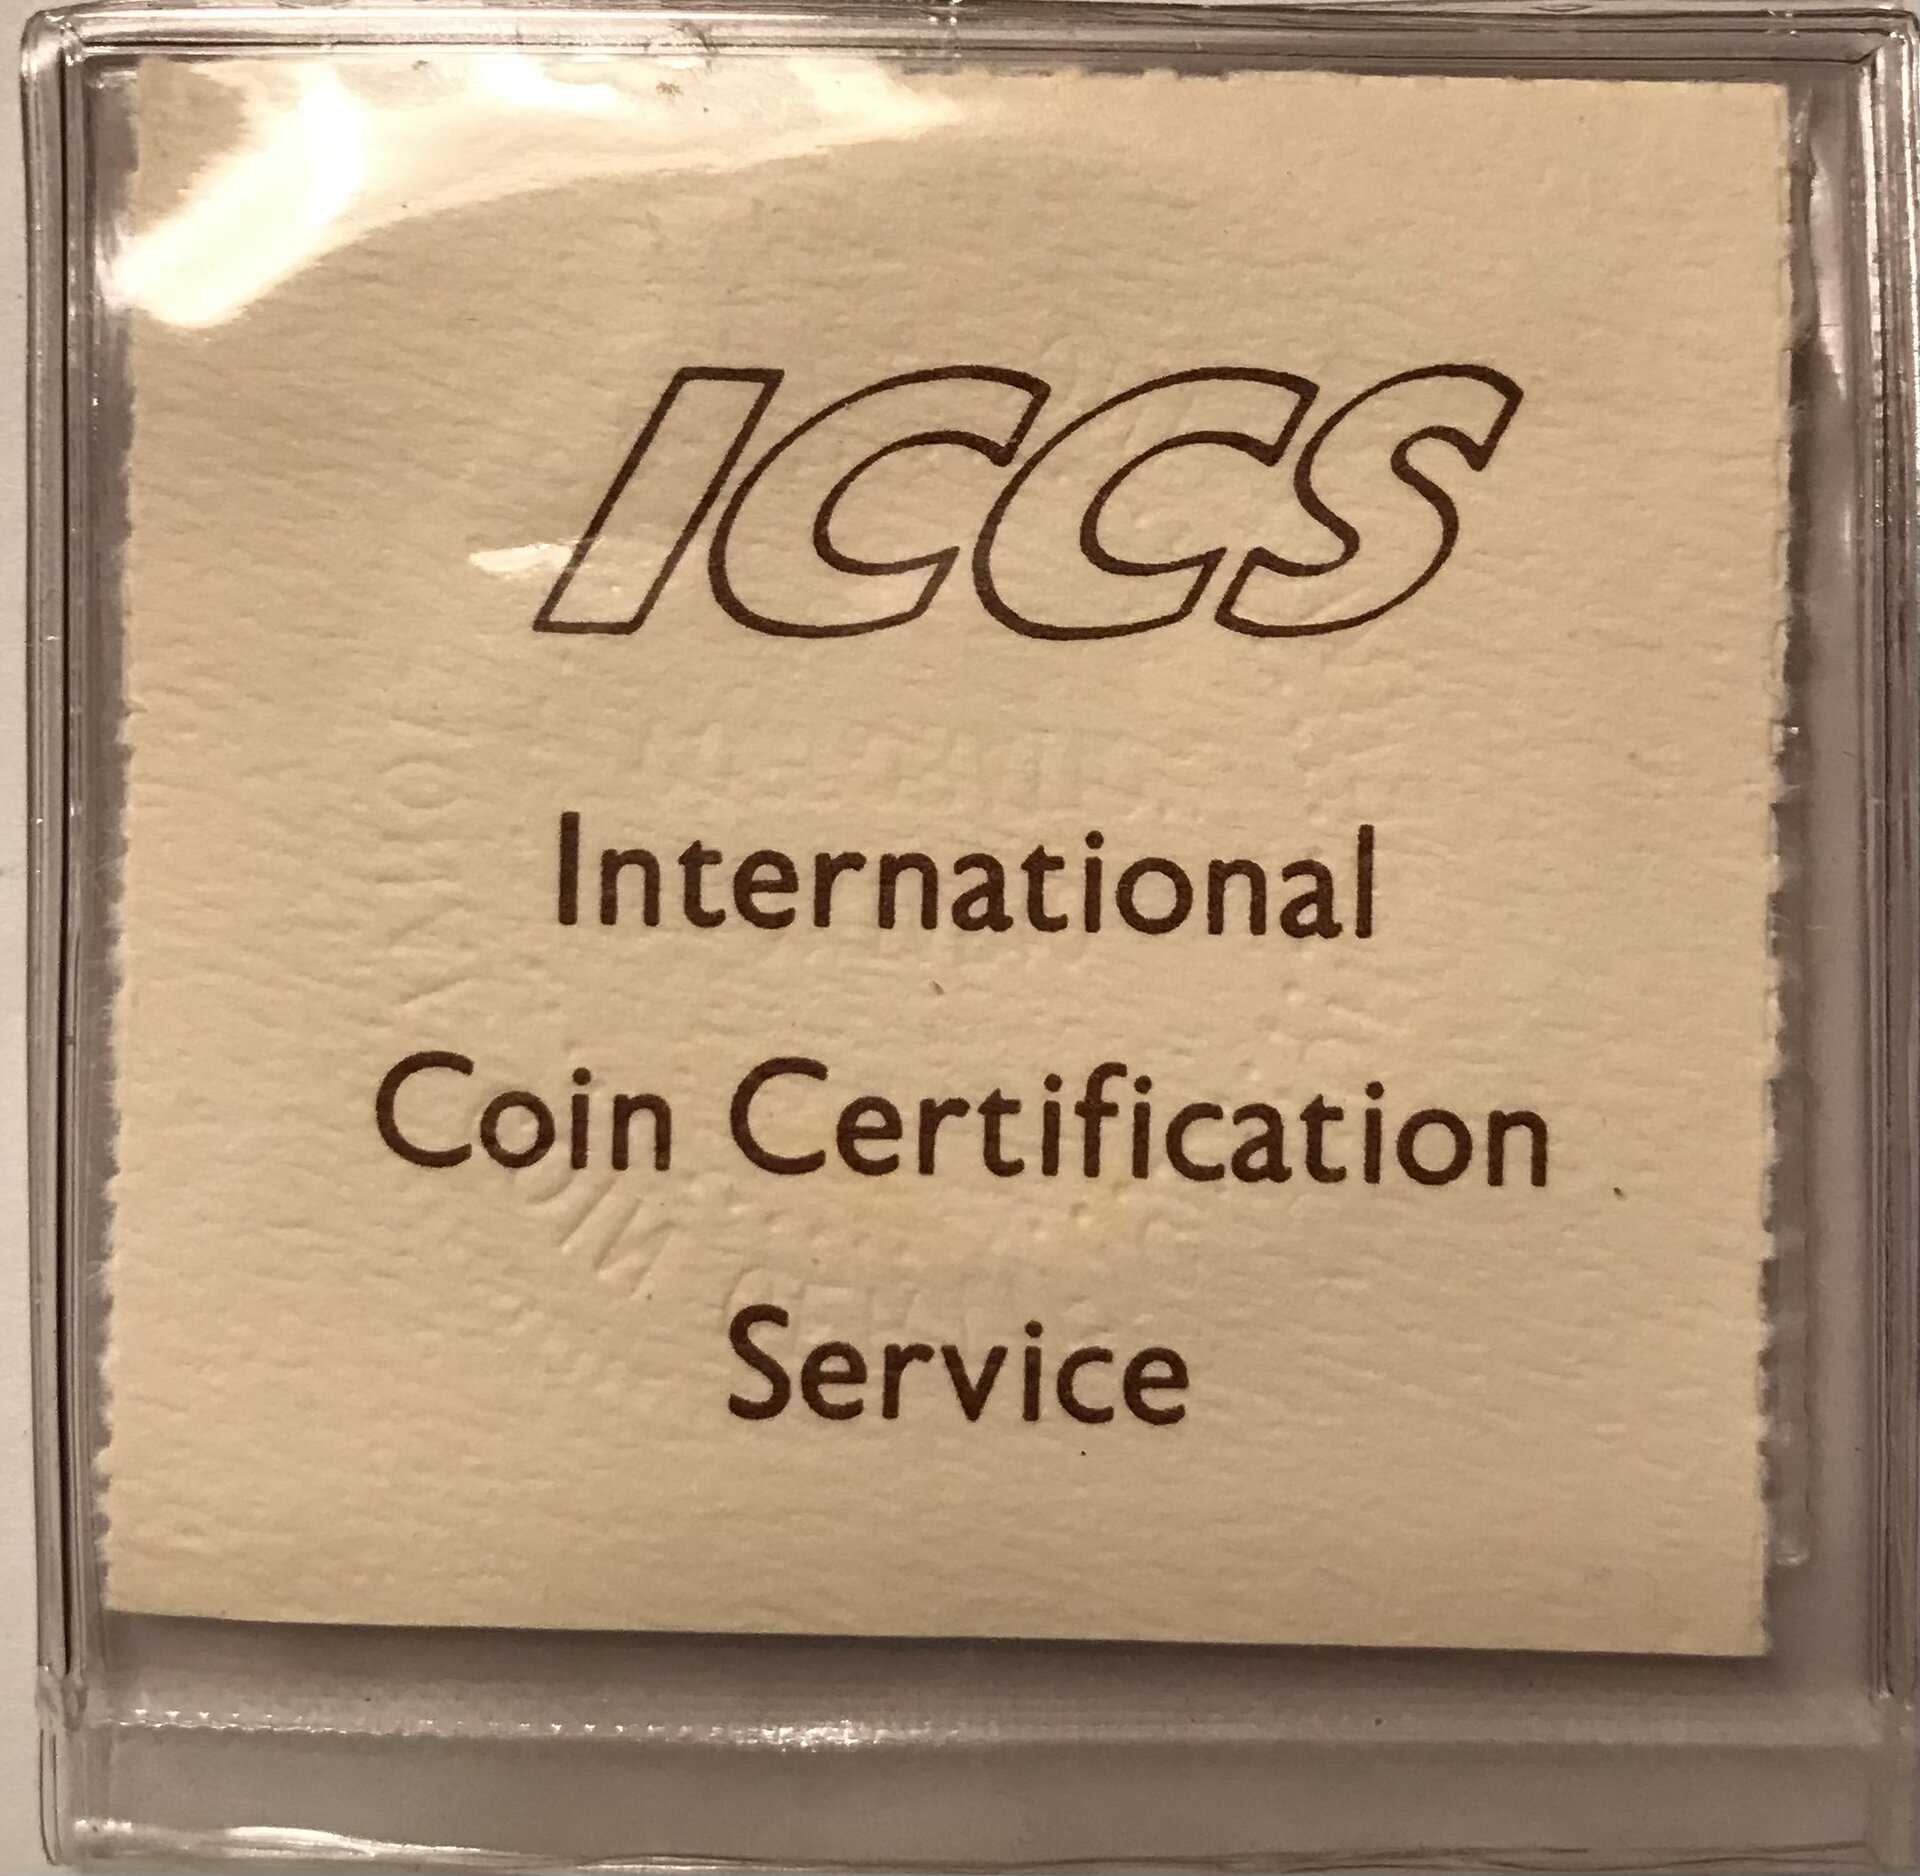 ICCS
International
Coin Certification
Service